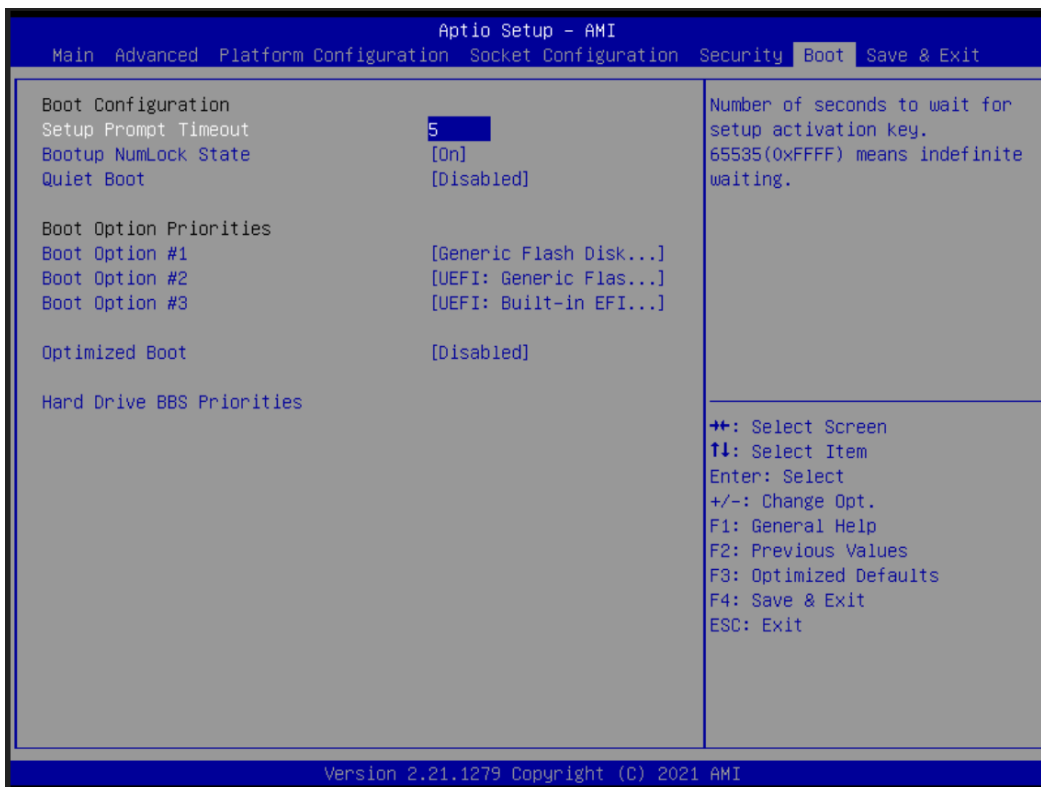 Aptio Setup - AMI
Main Advanced Platform Configuration Socket Configuration Security Boot Save & Exit
Boot Configuration
Setup Prompt Timeout 5
Bootup NumLock State [On]
Quiet Boot [Disabled]
Boot Option Priorities
Boot Option #1 [Generic Flash Disk...]
Boot Option #2 [UEFI: Generic Flas...]
Boot Option #3 [UEFI: Built-in EFI...]
Optimized Boot [Disabled]
Hard Drive BBS Priorities
Number of seconds to wait for
setup activation key.
65535(0xFFFF) means indefinite
waiting.
→←: Select Screen
↑↓: Select Item
Enter: Select
+/-: Change Opt.
F1: General Help
F2: Previous Values
F3: Optimized Defaults
F4: Save & Exit
ESC: Exit
Version 2.21.1279 Copyright (C) 2021 AMI